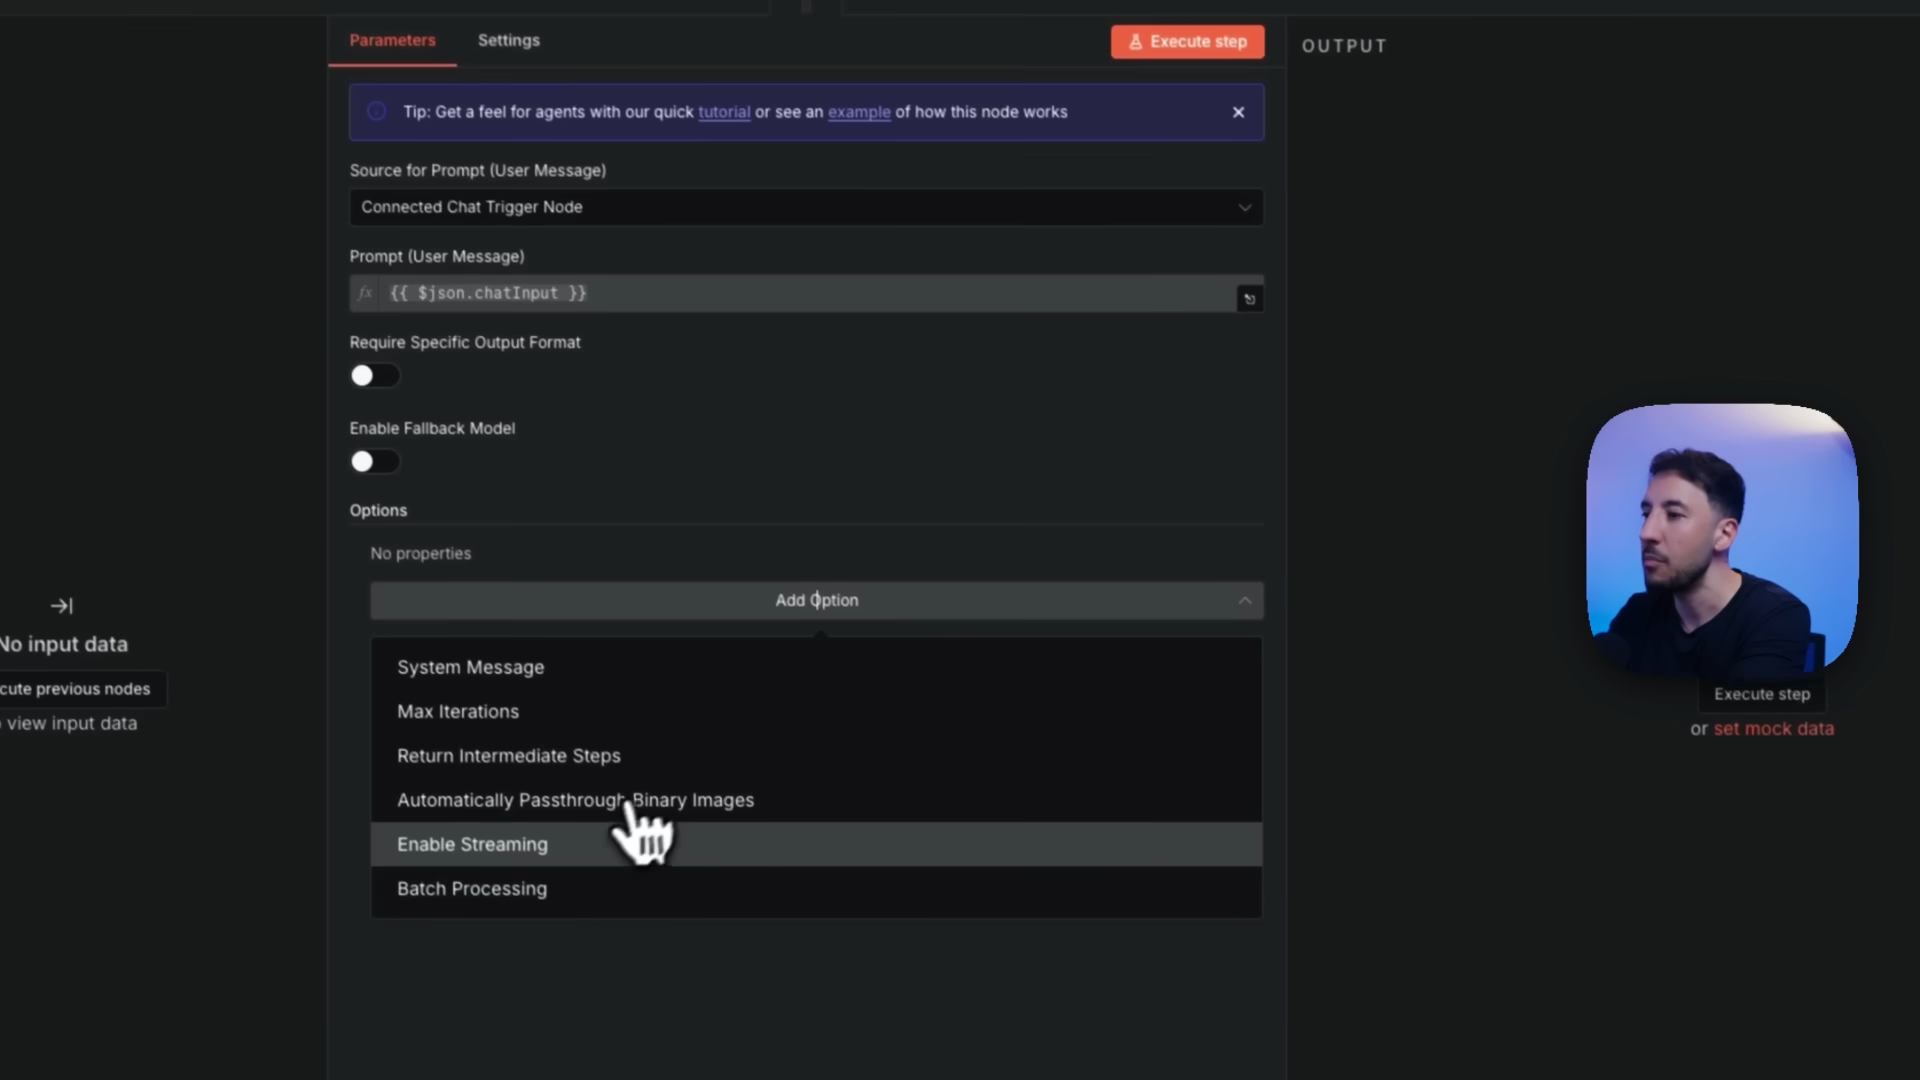 Parameters
Settings
Execute step
OUTPUT
Tip: Get a feel for agents with our quick tutorial or see an example of how this node works
Source for Prompt (User Message)
Connected Chat Trigger Node
Prompt (User Message)
fx {{ $json.chatInput }}
Require Specific Output Format
Enable Fallback Model
Options
No properties
Add Option
System Message
Max Iterations
Return Intermediate Steps
Automatically Passthrough Binary Images
Enable Streaming
Batch Processing
No input data
cute previous nodes
view input data
Execute step
or set mock data